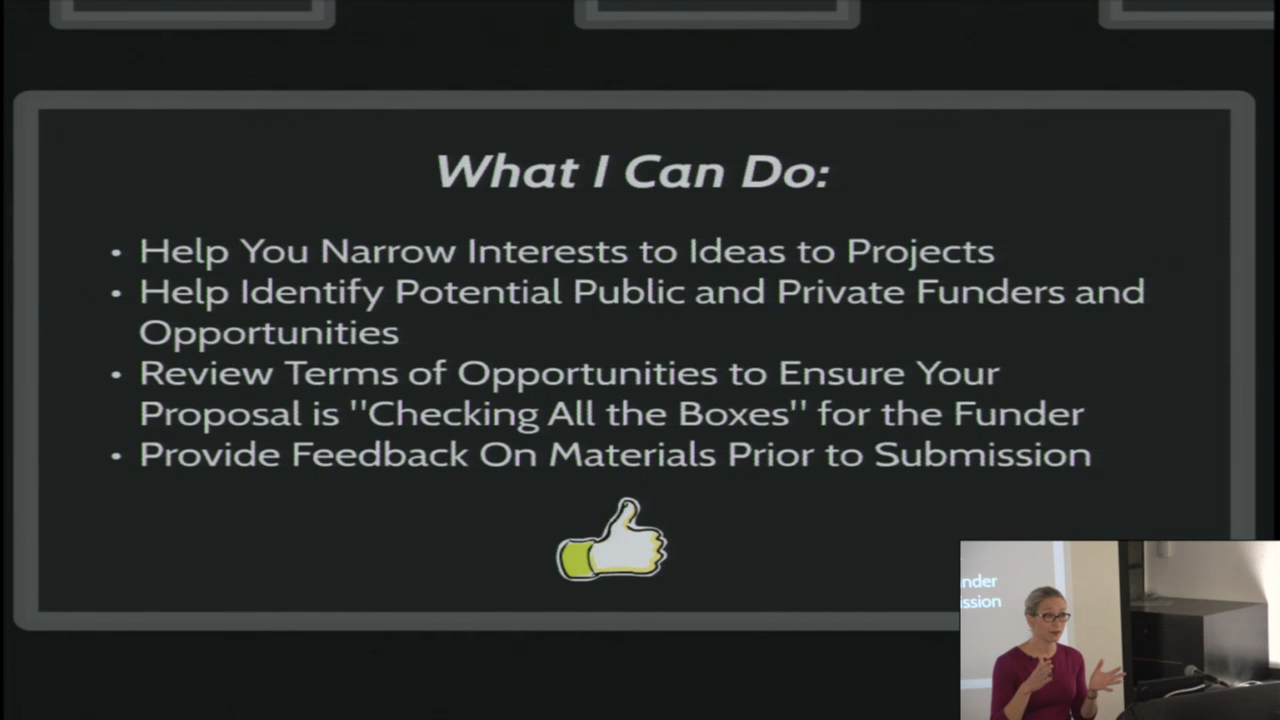 What I Can Do:
• Help You Narrow Interests to Ideas to Projects
• Help Identify Potential Public and Private Funders and
Opportunities
• Review Terms of Opportunities to Ensure Your
Proposal is "Checking All the Boxes" for the Funder
• Provide Feedback On Materials Prior to Submission
nder
ssion